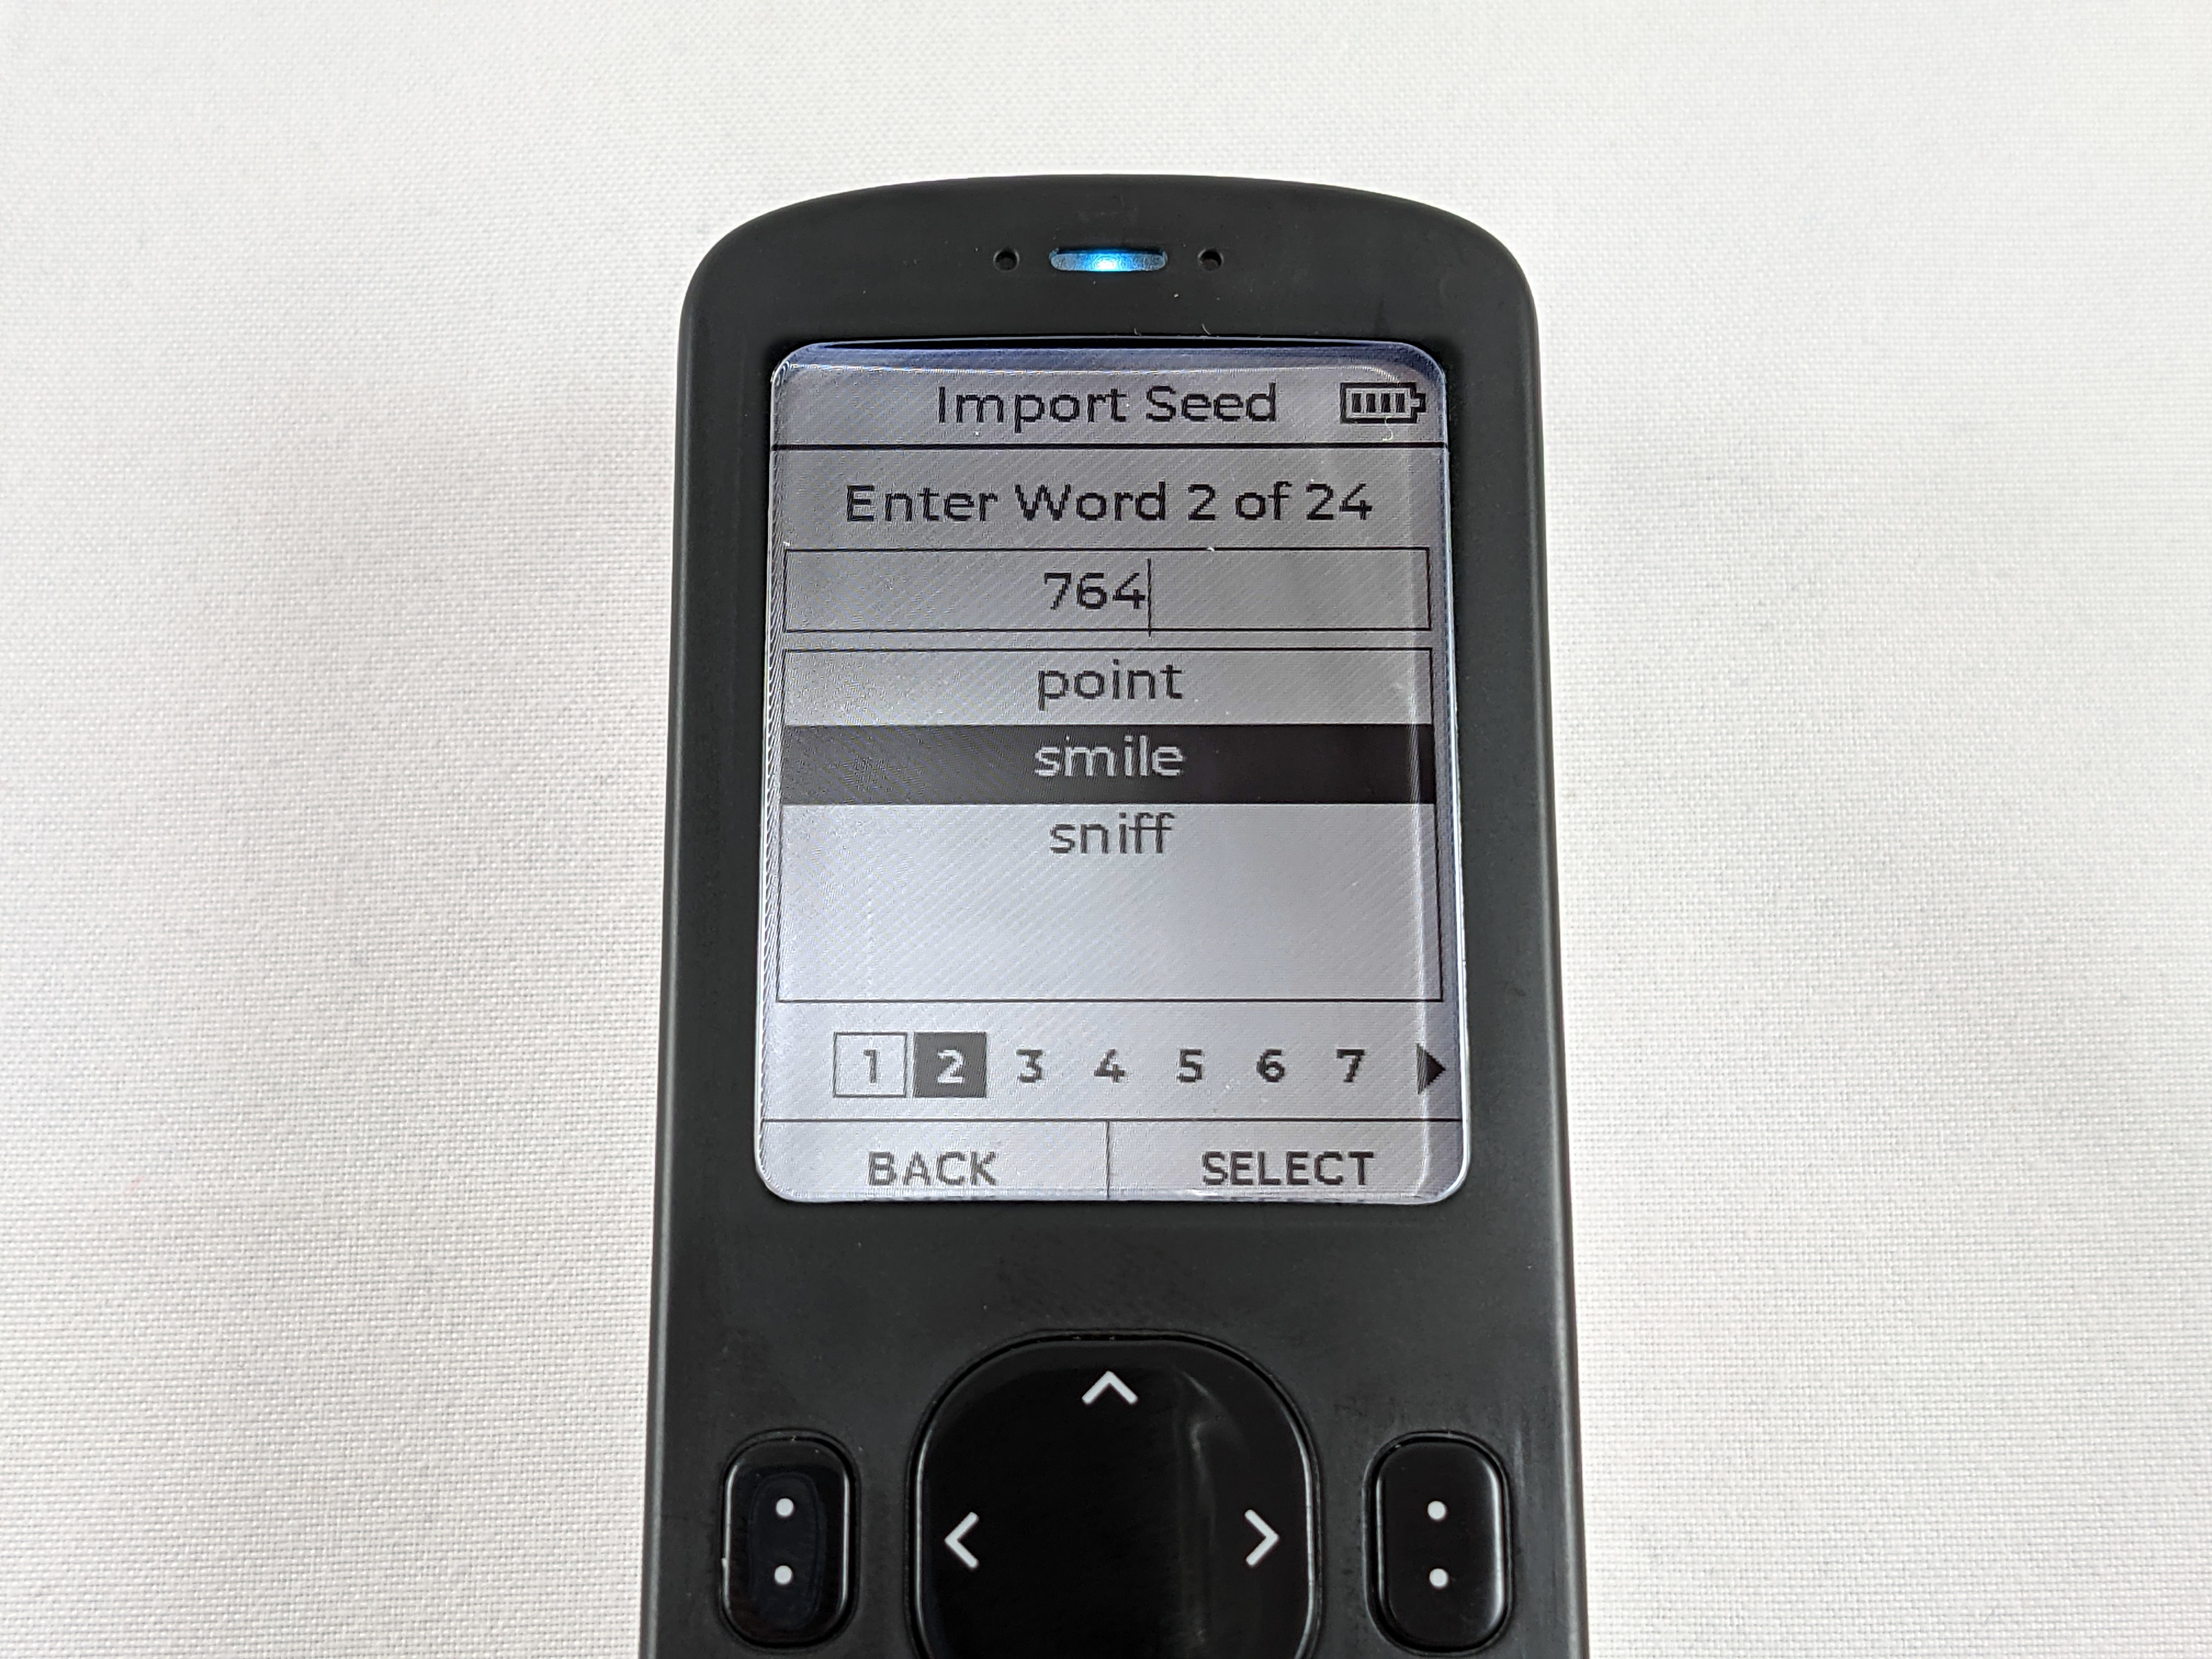 Import Seed
Enter Word 2 of 24
764
point
smile
sniff
1 2 3 4 5 6 7
BACK SELECT